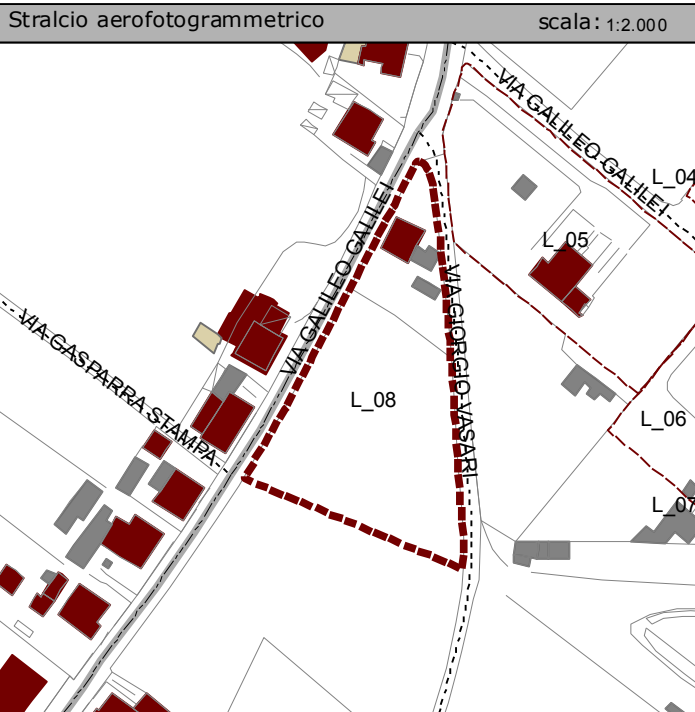 Stralcio aerofotogrammetrico
scala: 1:2.000
VIA GALILEO GALILEI
L_04
L_05
VIA GALILEO GALILEI
VIA GIORGIO VASARI
VIA GASPARRA STAMPA
L_08
L_06
L_07